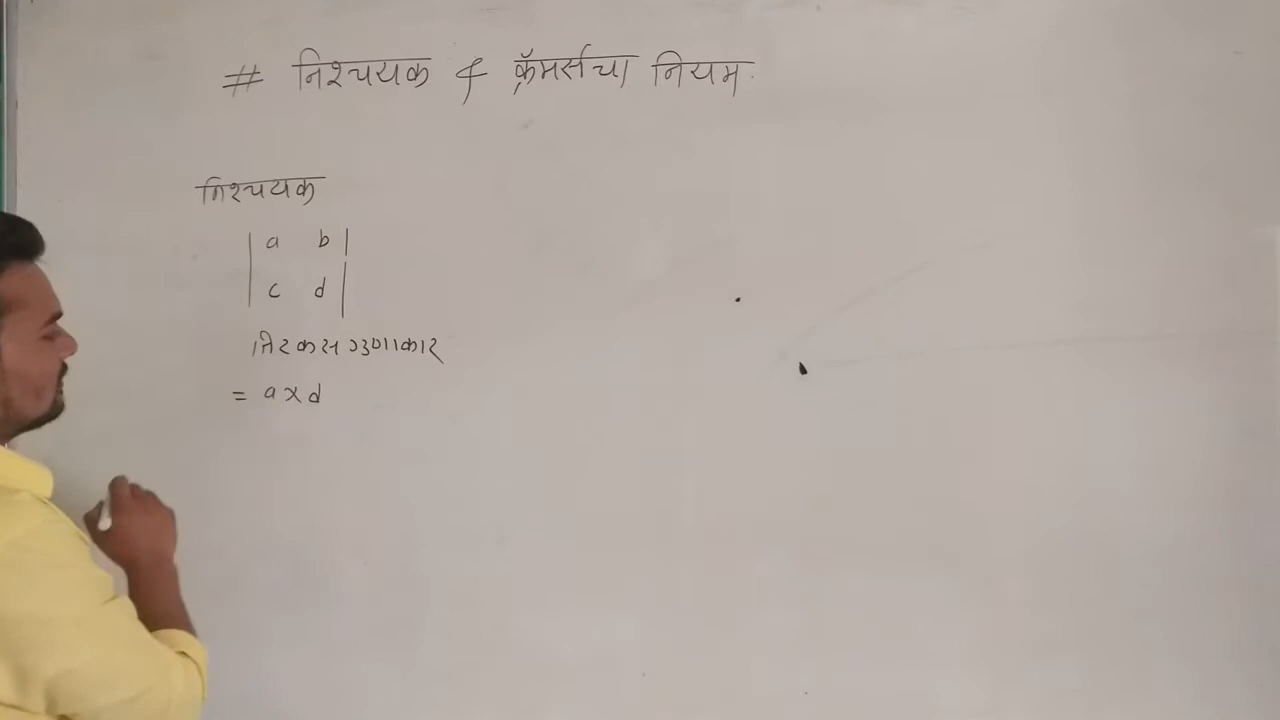 # निश्चयक & क्रॅमर्सचा नियम.
निश्चयक
| a b |
| c d |
तिरकस गुणाकार
= a x d